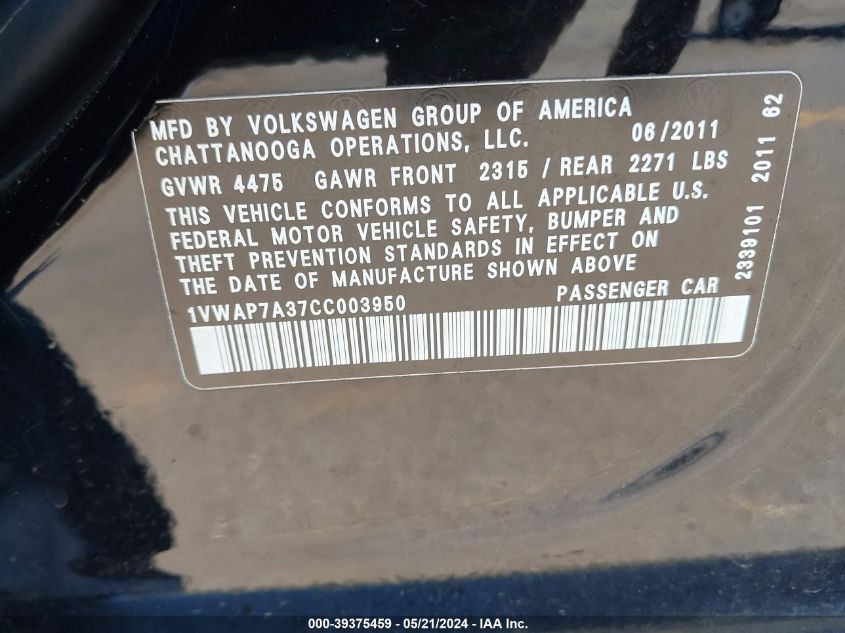 MFD BY VOLKSWAGEN GROUP OF AMERICA
CHATTANOOGA OPERATIONS, LLC. 06/2011
GVWR 4475 GAWR FRONT 2315 / REAR 2271 LBS
THIS VEHICLE CONFORMS TO ALL APPLICABLE U.S.
FEDERAL MOTOR VEHICLE SAFETY, BUMPER AND
THEFT PREVENTION STANDARDS IN EFFECT ON
THE DATE OF MANUFACTURE SHOWN ABOVE
1VWAP7A37CC003950 PASSENGER CAR
2339101 2011 62
000-39375459 - 05/21/2024 - IAA.